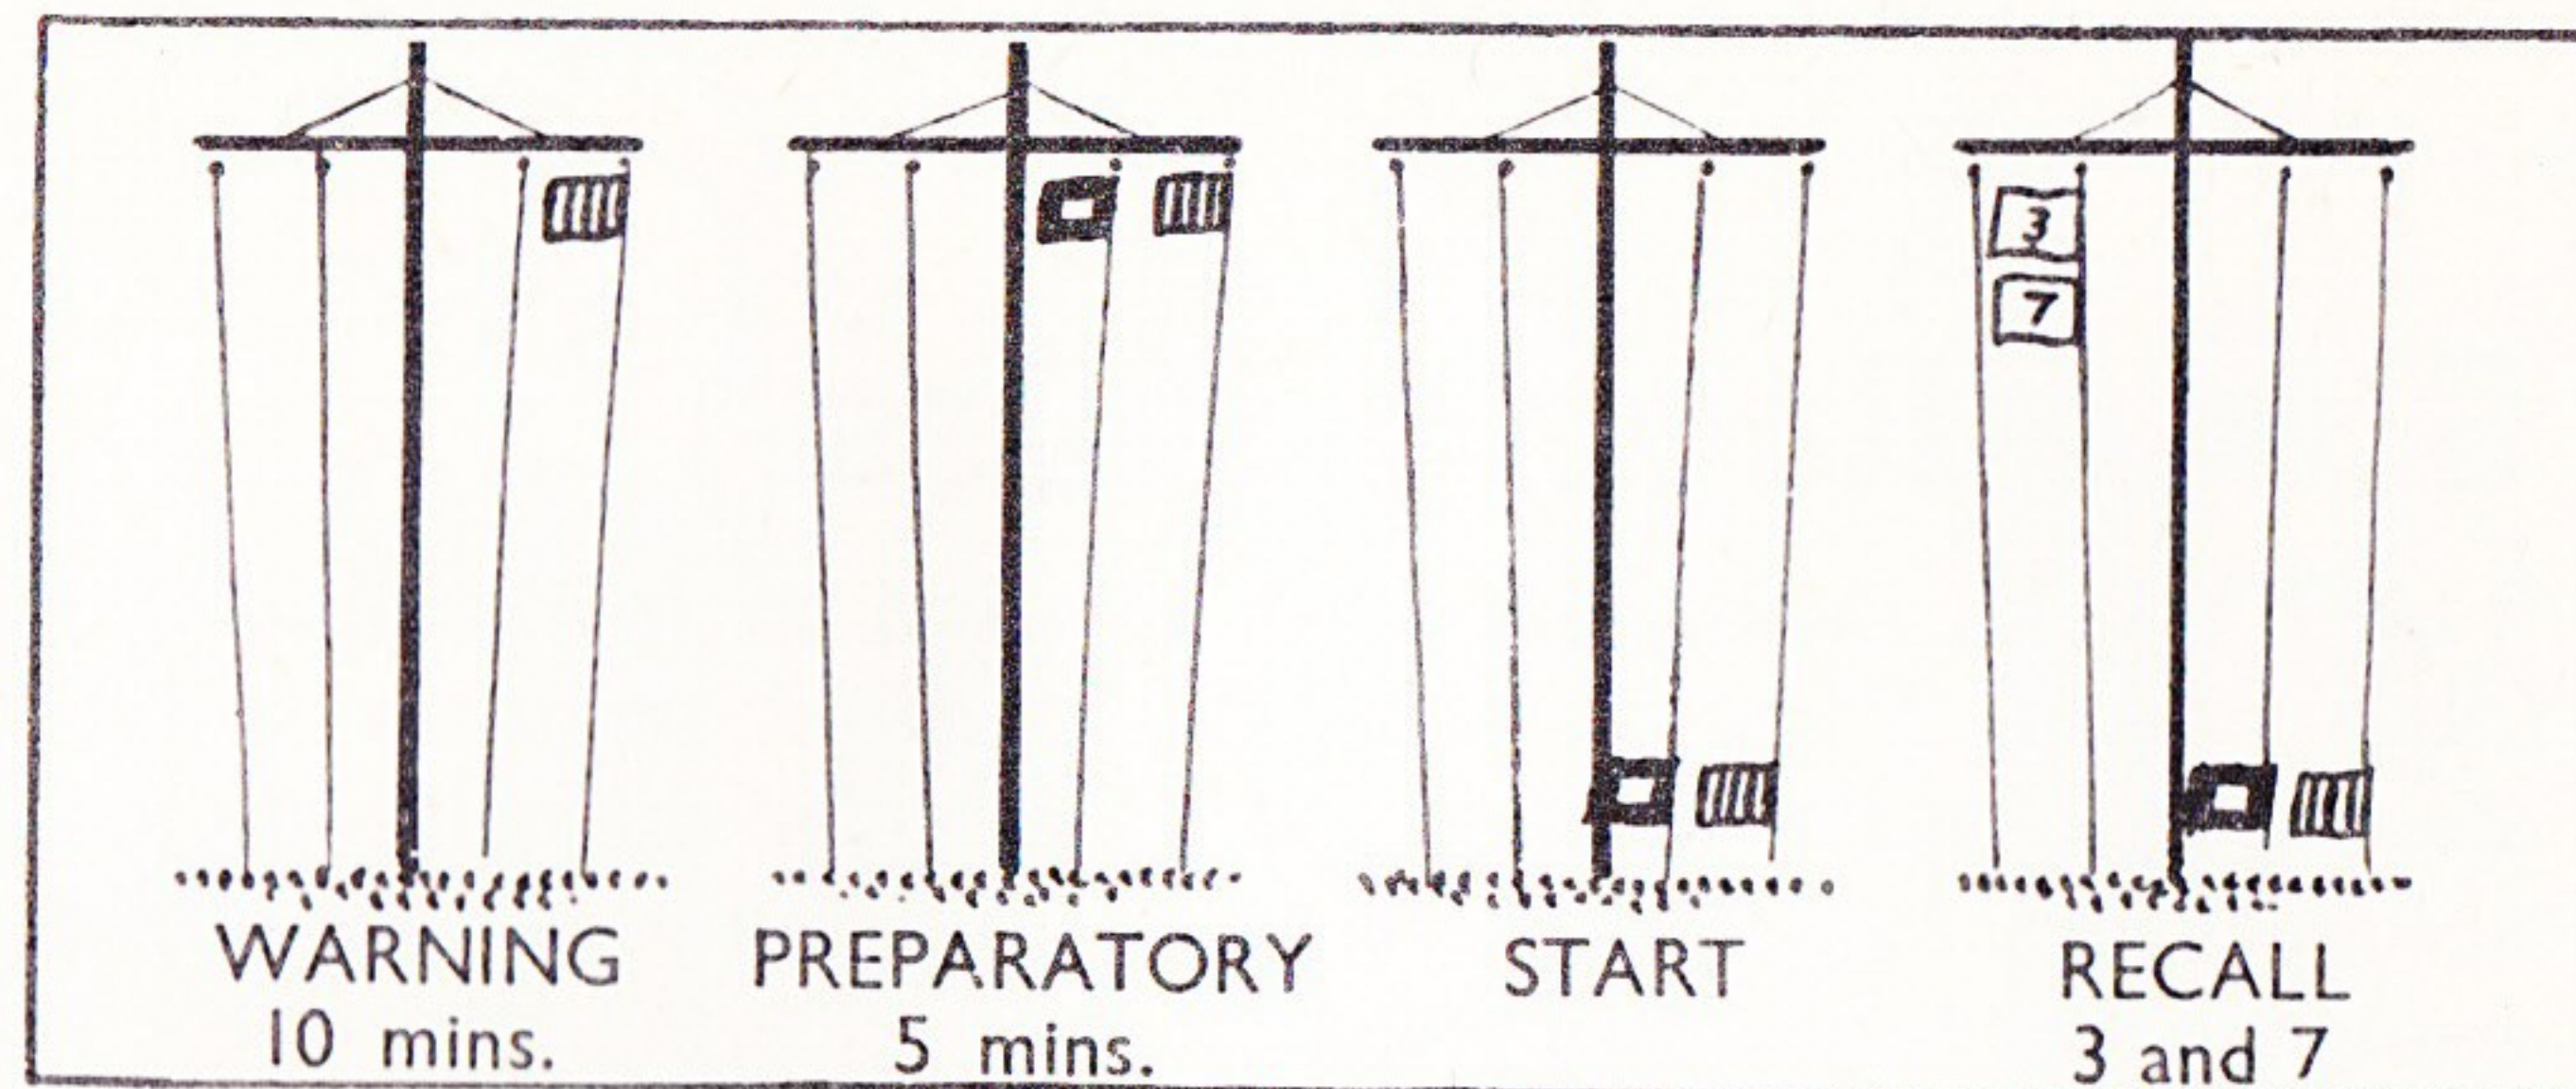 3
7
WARNING
10 mins.
PREPARATORY
5 mins.
START
RECALL
3 and 7